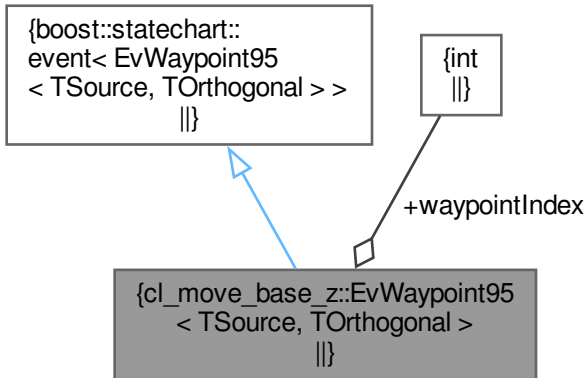 {boost::statechart::
event< EvWaypoint95
< TSource, TOrthogonal > >
||}
{int
||}
+waypointIndex
{cl_move_base_z::EvWaypoint95
< TSource, TOrthogonal >
||}